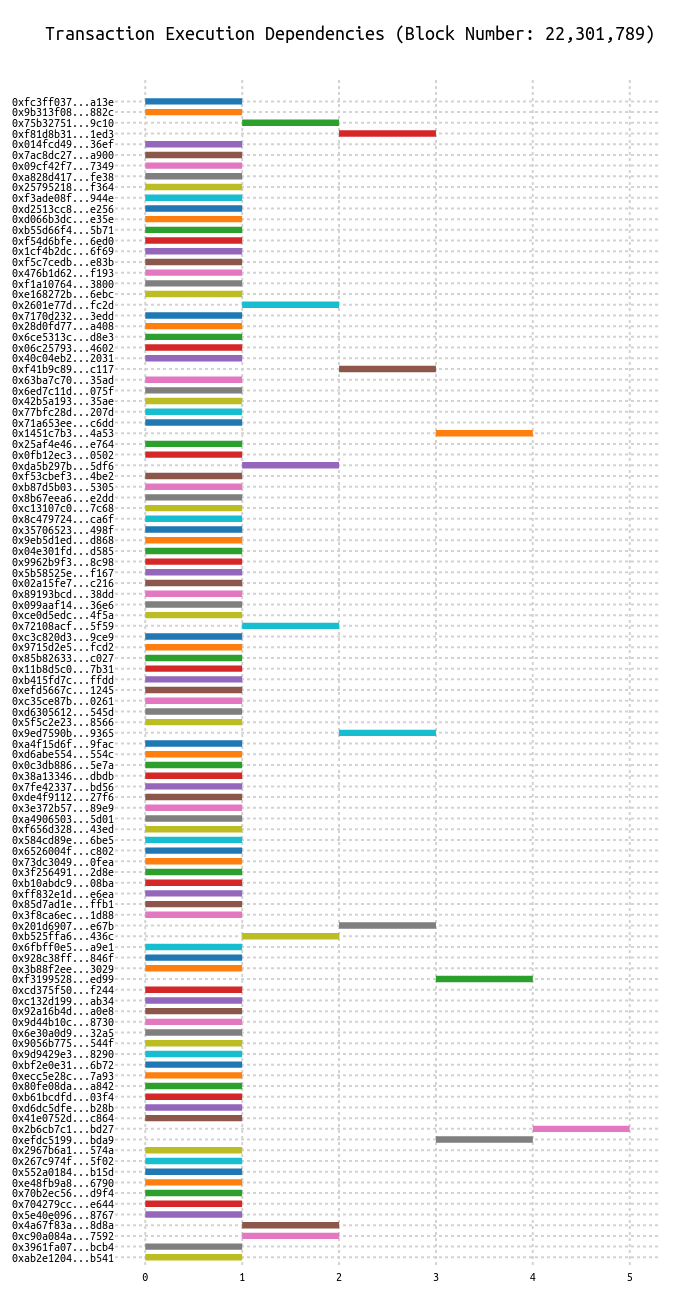 Transaction Execution Dependencies (Block Number: 22,301,789)
0xfc3ff037...a13e
0x9b313f08...882c
0x75b32751...9c10
0xf81d8b31...1ed3
0x014fcd49...36ef
0x7ac8dc27...a900
0x09cf42f7...7349
0xa828d417...fe38
0x25795218...f364
0xf3ade08f...944e
0xd2513cc8...e256
0xd066b3dc...e35e
0xb55d66f4...5b71
0xf54d6bfe...6ed0
0x1cf4b2dc...6f69
0xf5c7cedb...e83b
0x476b1d62...f193
0xf1a10764...3800
0xe168272b...6ebc
0x2601e77d...fc2d
0x7170d232...3edd
0x28d0fd77...a408
0x6ce5313c...d8e3
0x06c25793...4602
0x40c04eb2...2031
0xf41b9c89...c117
0x63ba7c70...35ad
0x6ed7c11d...075f
0x42b5a193...35ae
0x77bfc28d...207d
0x71a653ee...c6dd
0x1451c7b3...4a53
0x25af4e46...e764
0x0fb12ec3...0502
0xda5b297b...5df6
0xf53cbef3...4be2
0xb87d5b03...5305
0x8b67eea6...e2dd
0xc13107c0...7c68
0x8c479724...ca6f
0x35706523...498f
0x9eb5d1ed...d868
0x04e301fd...d585
0x9962b9f3...8c98
0x5b58525e...f167
0x02a15fe7...c216
0x89193bcd...38dd
0x099aaf14...36e6
0xce0d5edc...4f5a
0x72108acf...5f59
0xc3c820d3...9ce9
0x9715d2e5...fcd2
0x85b82633...c027
0x11b8d5c0...7b31
0xb415fd7c...ffdd
0xefd5667c...1245
0xc35ce87b...0261
0xd6305612...545d
0x5f5c2e23...8566
0x9ed7590b...9365
0xa4f15d6f...9fac
0xd6abe554...554c
0x0c3db886...5e7a
0x38a13346...dbdb
0x7fe42337...bd56
0xde4f9112...27f6
0x3e372b57...89e9
0xa4906503...5d01
0xf656d328...43ed
0x584cd89e...6be5
0x6526004f...c802
0x73dc3049...0fea
0x3f256491...2d8e
0xb10abdc9...08ba
0xff832e1d...e6ea
0x85d7ad1e...ffb1
0x3f8ca6ec...1d88
0x201d6907...e67b
0xb525ffa6...436c
0x6fbff0e5...a9e1
0x928c38ff...846f
0x3b88f2ee...3029
0xf3199528...ed99
0xcd375f50...f244
0xc132d199...ab34
0x92a16b4d...a0e8
0x9d44b10c...8730
0x6e30a0d9...32a5
0x9056b775...544f
0x9d9429e3...8290
0xbf2e0e31...6b72
0xecc5e28c...7a93
0x80fe08da...a842
0xb61bcdfd...03f4
0xd6dc5dfe...b28b
0x41e0752d...c864
0x2b6cb7c1...bd27
0xefdc5199...bda9
0x2967b6a1...574a
0x267c974f...5f02
0x552a0184...b15d
0xe48fb9a8...6790
0x70b2ec56...d9f4
0x704279cc...e644
0x5e40e096...8767
0x4a67f83a...8d8a
0xc90a084a...7592
0x3961fa07...bcb4
0xab2e1204...b541
0 1 2 3 4 5